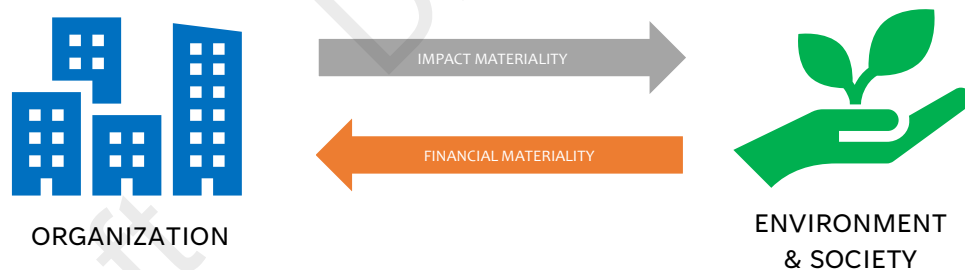 IMPACT MATERIALITY
FINANCIAL MATERIALITY
ORGANIZATION
ENVIRONMENT
& SOCIETY